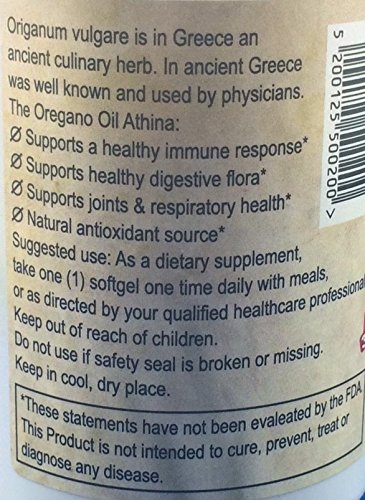 Origanum vulgare is in Greece an
ancient culinary herb. In ancient Greece
was well known and used by physicians.
The Oregano Oil Athina:
Ø Supports a healthy immune response*
Ø Supports healthy digestive flora*
Ø Supports joints & respiratory health*
Ø Natural antioxidant source*
Suggested use: As a dietary supplement,
take one (1) softgel one time daily with meals,
or as directed by your qualified healthcare professional
Keep out of reach of children.
Do not use if safety seal is broken or missing.
Keep in cool, dry place.
*These statements have not been evaleated by the FDA
This Product is not intended to cure, prevent, treat or
diagnose any disease.
5 200125 500200 >